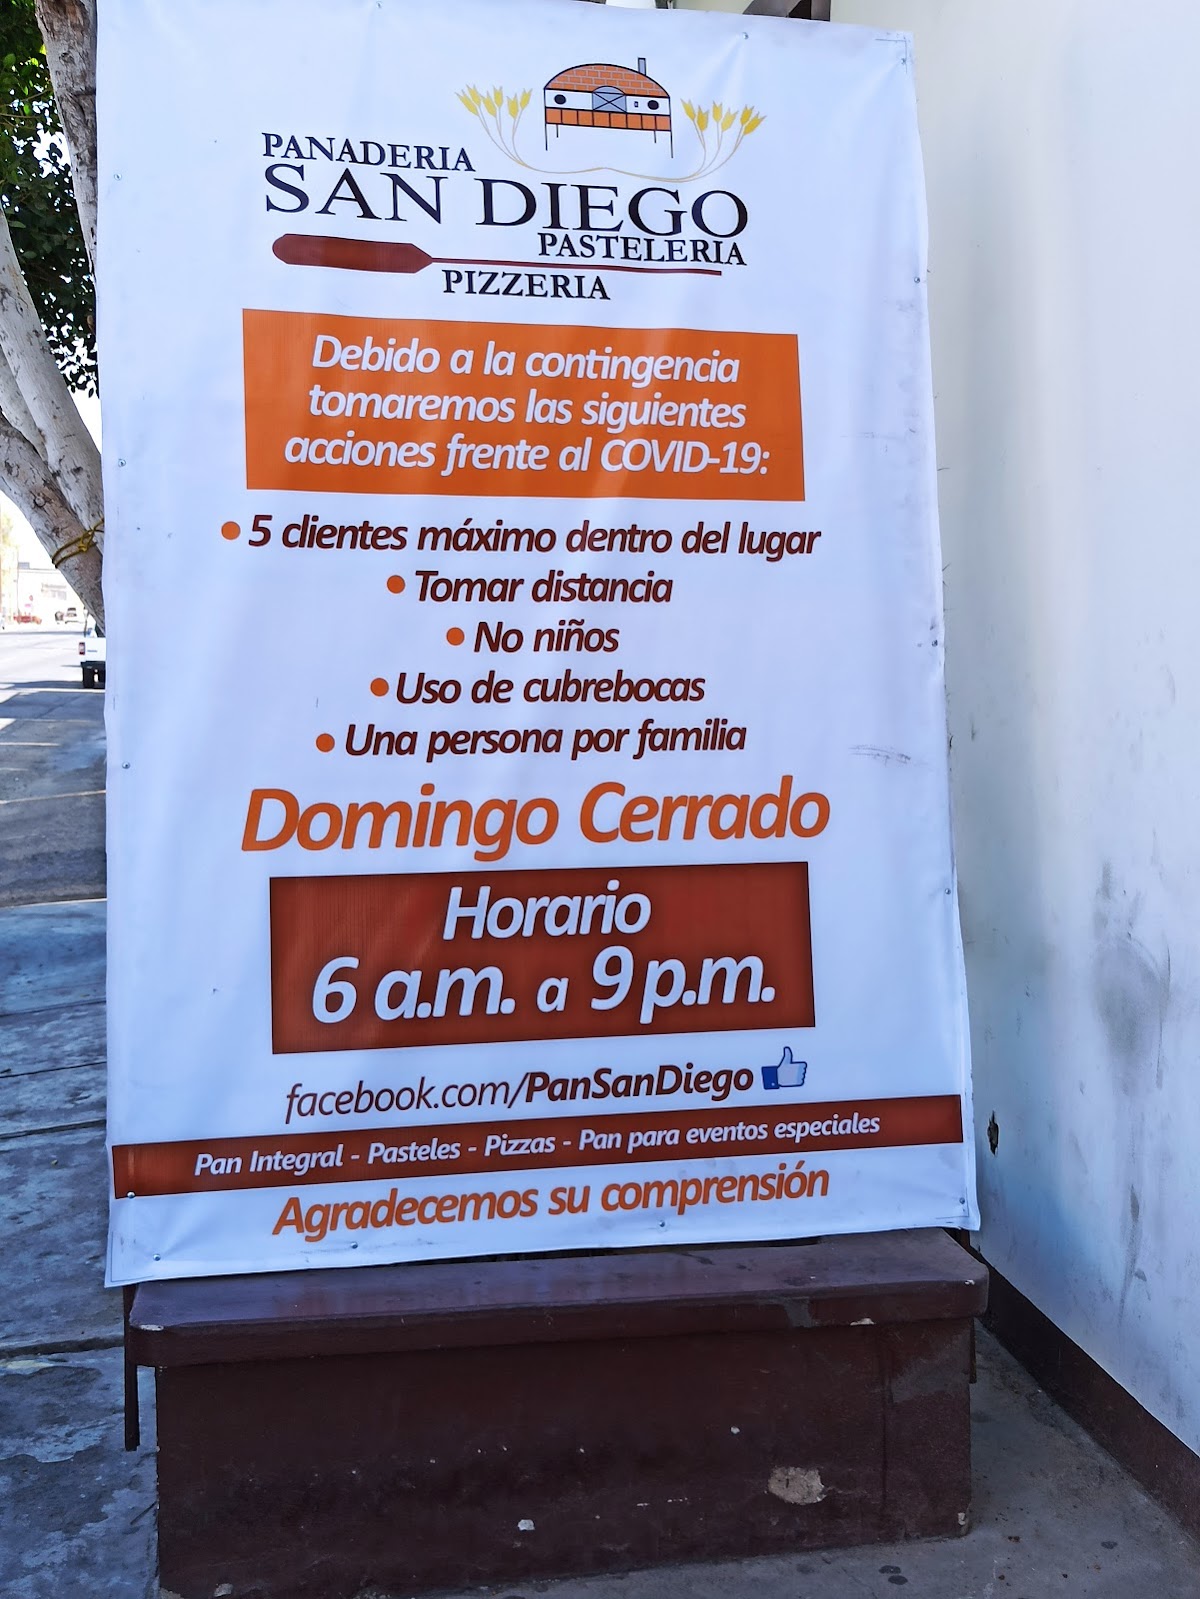 PANADERIA
SAN DIEGO
PASTELERIA
PIZZERIA
Debido a la contingencia
tomaremos las siguientes
acciones frente al COVID-19:
• 5 clientes máximo dentro del lugar
• Tomar distancia
• No niños
• Uso de cubrebocas
• Una persona por familia
Domingo Cerrado
Horario
6 a.m. a 9 p.m.
facebook.com/PanSanDiego
Pan Integral - Pasteles - Pizzas - Pan para eventos especiales
Agradecemos su comprensión